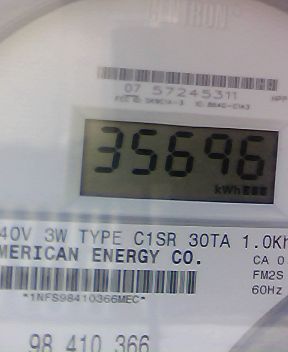 07 57245311
35696
kWh
40V 3W TYPE C1SR 30TA 1.0Kh
MERICAN ENERGY CO.
CA 0
FM2S
*1NFS98410366MEC*
60Hz
98 410 366